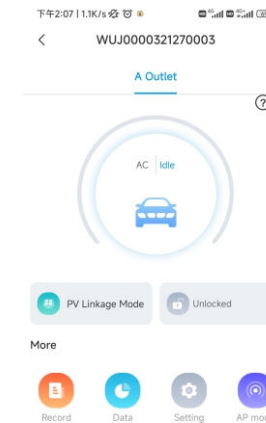 下午2:07 | 1.1K/s
WUJ0000321270003
A Outlet
?
AC Idle
PV Linkage Mode Unlocked
More
Record Data Setting AP